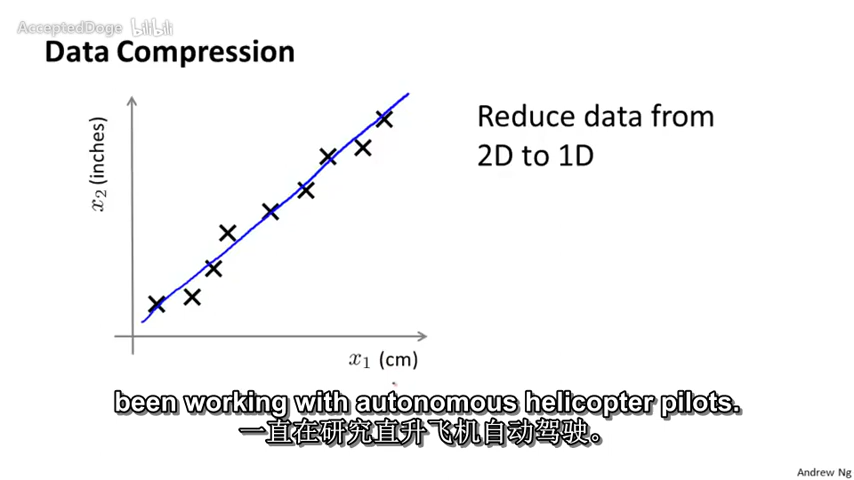 AcceptedDoge bilibili
Data Compression
Reduce data from
2D to 1D
x₂ (inches)
x₁ (cm)
been working with autonomous helicopter pilots.
一直在研究直升飞机自动驾驶。
Andrew Ng